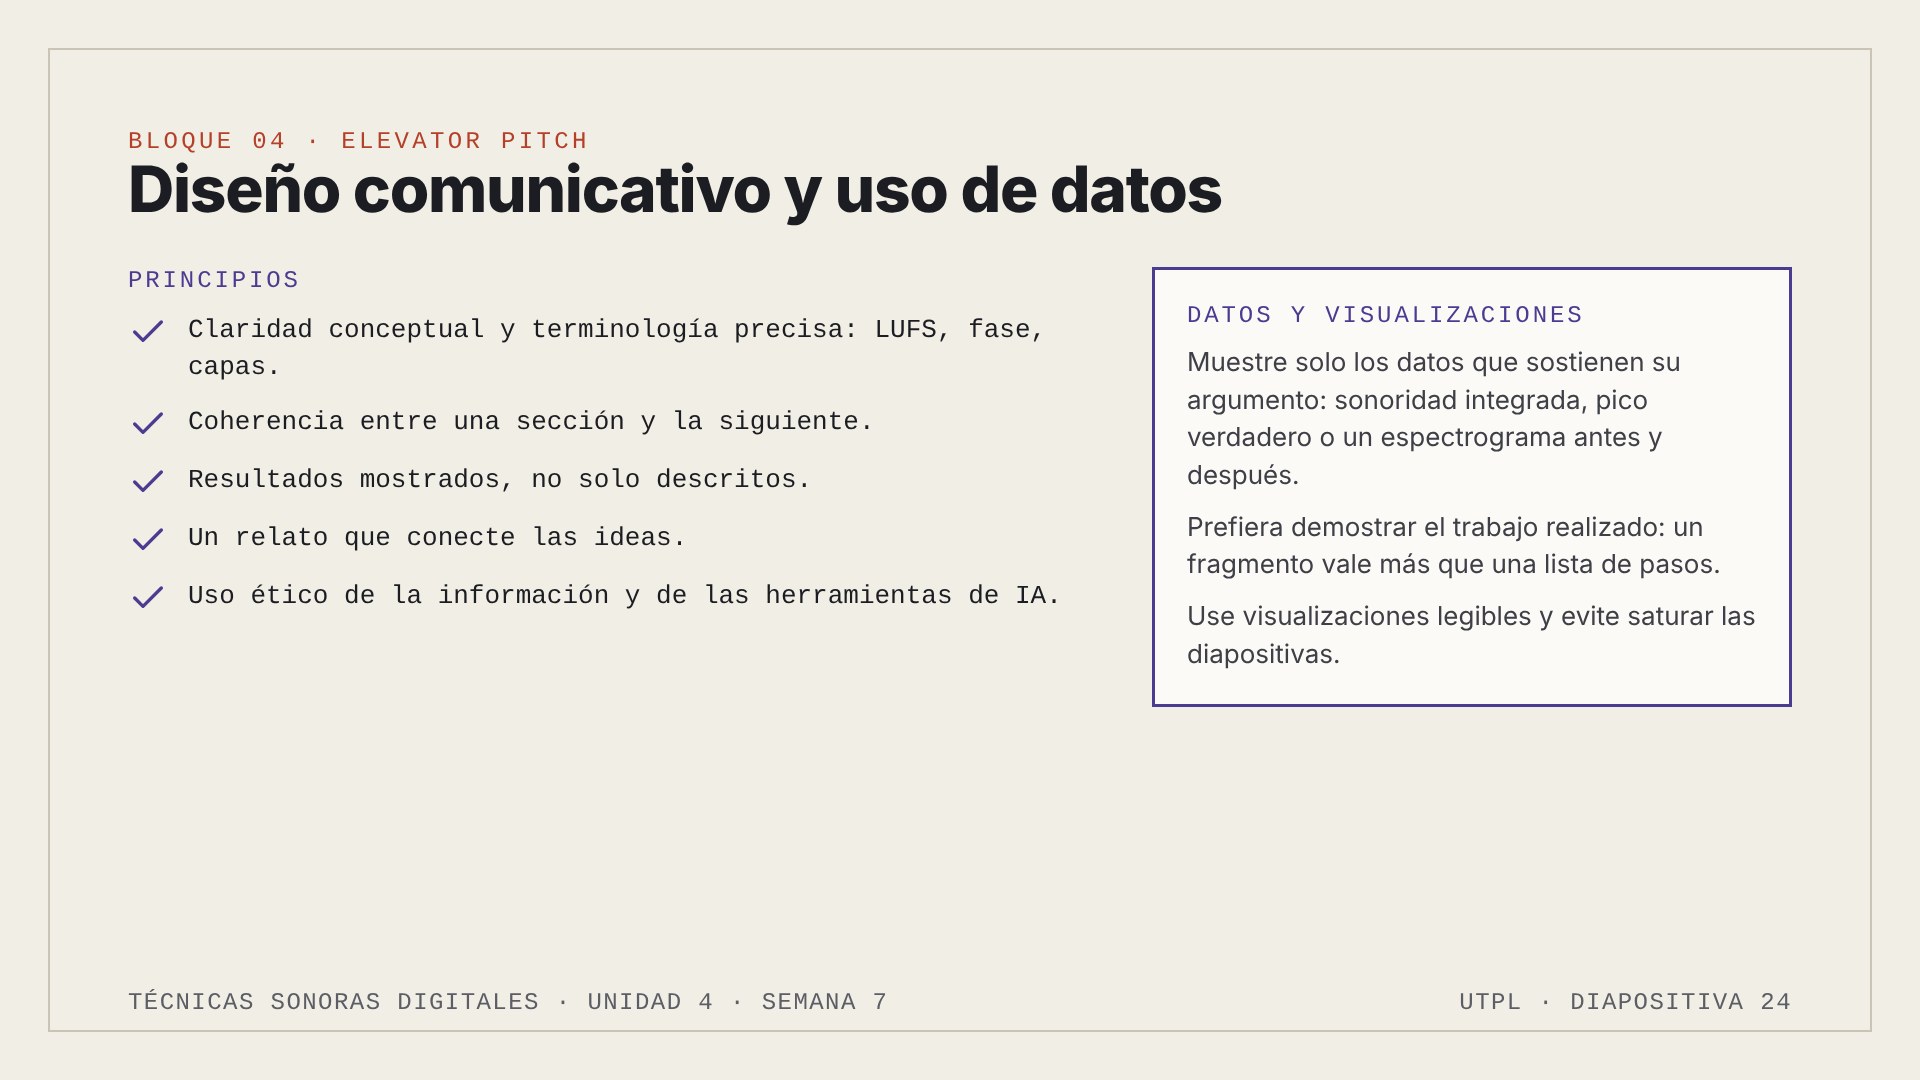 BLOQUE 04 · ELEVATOR PITCH
Diseño comunicativo y uso de datos
PRINCIPIOS
Claridad conceptual y terminología precisa: LUFS, fase,
capas.
Coherencia entre una sección y la siguiente.
Resultados mostrados, no solo descritos.
Un relato que conecte las ideas.
Uso ético de la información y de las herramientas de IA.
DATOS Y VISUALIZACIONES
Muestre solo los datos que sostienen su
argumento: sonoridad integrada, pico
verdadero o un espectrograma antes y
después.
Prefiera demostrar el trabajo realizado: un
fragmento vale más que una lista de pasos.
Use visualizaciones legibles y evite saturar las
diapositivas.
TÉCNICAS SONORAS DIGITALES · UNIDAD 4 · SEMANA 7
UTPL · DIAPOSITIVA 24